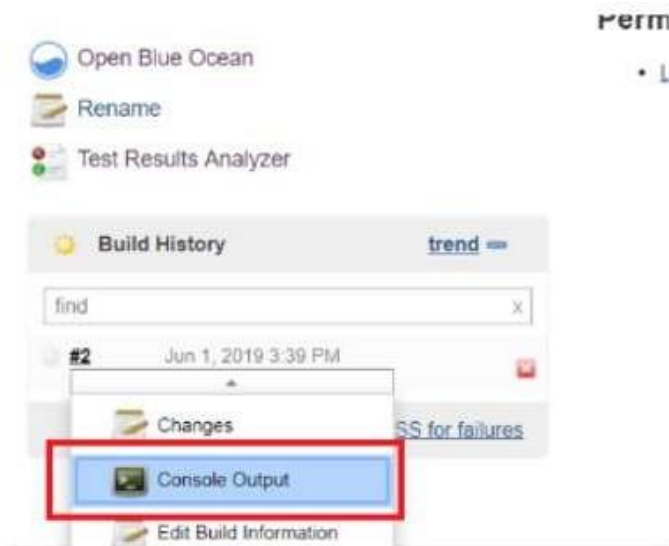 Perm
Open Blue Ocean
• L
Rename
Test Results Analyzer
Build History trend
find x
#2 Jun 1, 2019 3:39 PM
Changes
SS for failures
Console Output
Edit Build Information